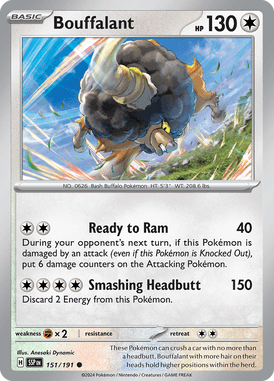 BASIC
Bouffalant
HP 130
NO. 0626 Bash Buffalo Pokémon HT: 5'3" WT: 208.6 lbs.
Ready to Ram 40
During your opponent's next turn, if this Pokémon is
damaged by an attack (even if this Pokémon is Knocked Out),
put 6 damage counters on the Attacking Pokémon.
Smashing Headbutt 150
Discard 2 Energy from this Pokémon.
weakness ×2 resistance retreat
Illus. Anesaki Dynamic
H SSP EN 151/191
These Pokémon can crush a car with no more than
a headbutt. Bouffalant with more hair on their
heads hold higher positions within the herd.
©2024 Pokémon / Nintendo / Creatures / GAME FREAK